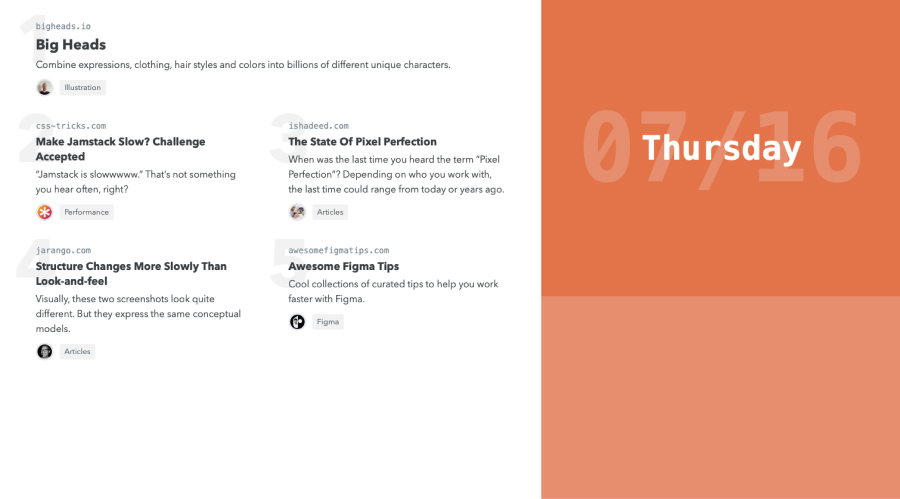 1
bigheads.io
Big Heads
Combine expressions, clothing, hair styles and colors into billions of different unique characters.
Illustration
2
css-tricks.com
Make Jamstack Slow? Challenge
Accepted
“Jamstack is slowwwww.” That’s not something
you hear often, right?
Performance
3
ishadeed.com
The State Of Pixel Perfection
When was the last time you heard the term “Pixel
Perfection”? Depending on who you work with,
the last time could range from today or years ago.
Articles
4
jarango.com
Structure Changes More Slowly Than
Look-and-feel
Visually, these two screenshots look quite
different. But they express the same conceptual
models.
Articles
5
awesomefigmatips.com
Awesome Figma Tips
Cool collections of curated tips to help you work
faster with Figma.
Figma
07/16
Thursday